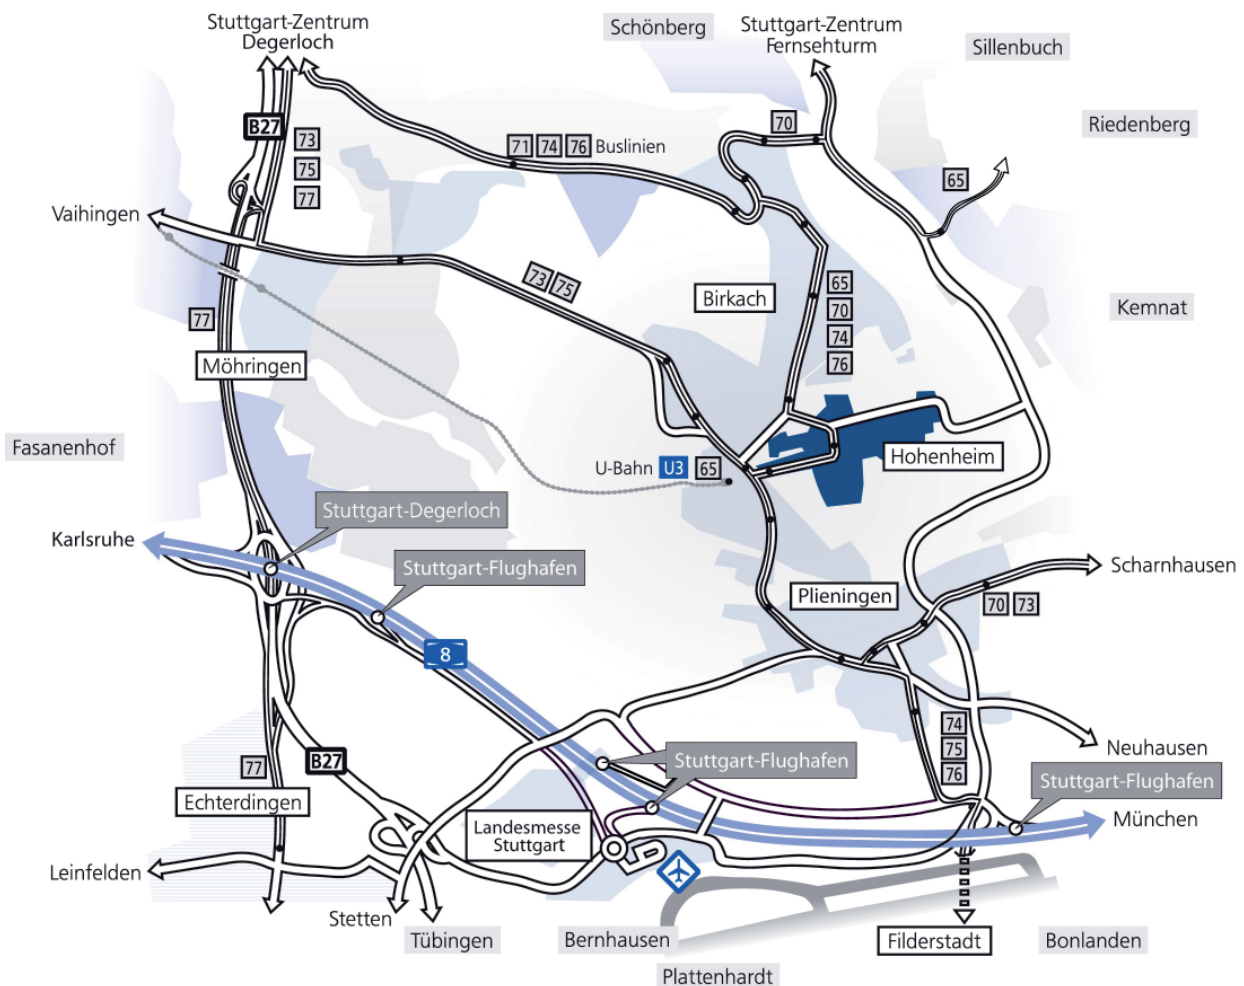 Stuttgart-Zentrum
Degerloch
Schönberg
Stuttgart-Zentrum
Fernsehturm
Sillenbuch
Riedenberg
B27
73
75
77
71 74 76 Buslinien
70
65
Vaihingen
77
Möhringen
73 75
Birkach
65
70
74
76
Kemnat
Fasanenhof
U-Bahn U3 65
Hohenheim
Karlsruhe
Stuttgart-Degerloch
Stuttgart-Flughafen
Scharnhausen
Plieningen
70 73
8
74
75
76
Neuhausen
B27
77
Stuttgart-Flughafen
Stuttgart-Flughafen
Echterdingen
Landesmesse
Stuttgart
München
Leinfelden
Stetten
Tübingen
Bernhausen
Filderstadt
Bonlanden
Plattenhardt